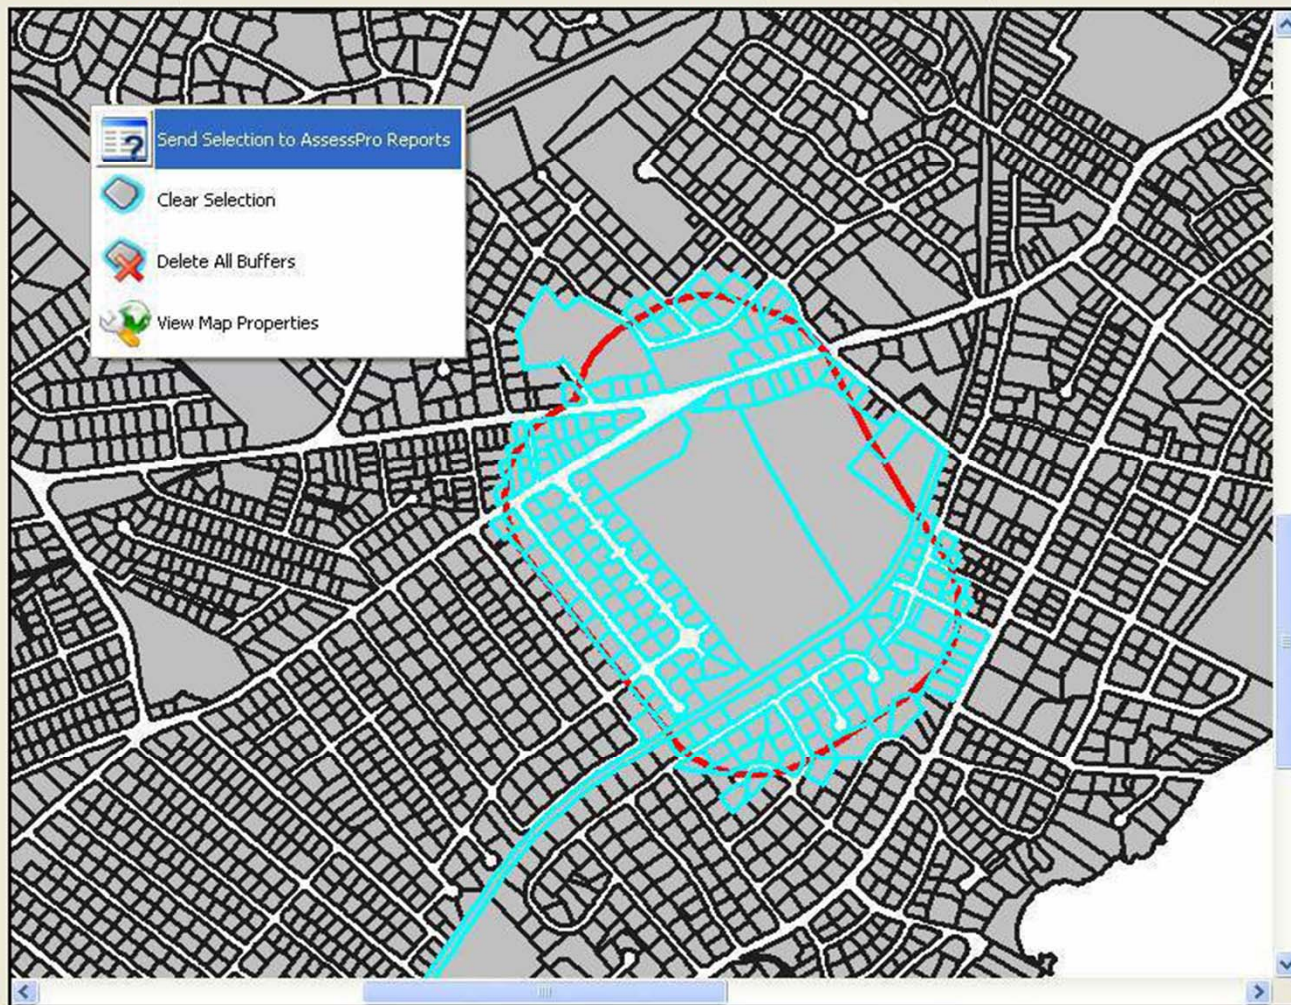 Send Selection to AssessPro Reports
Clear Selection
Delete All Buffers
View Map Properties